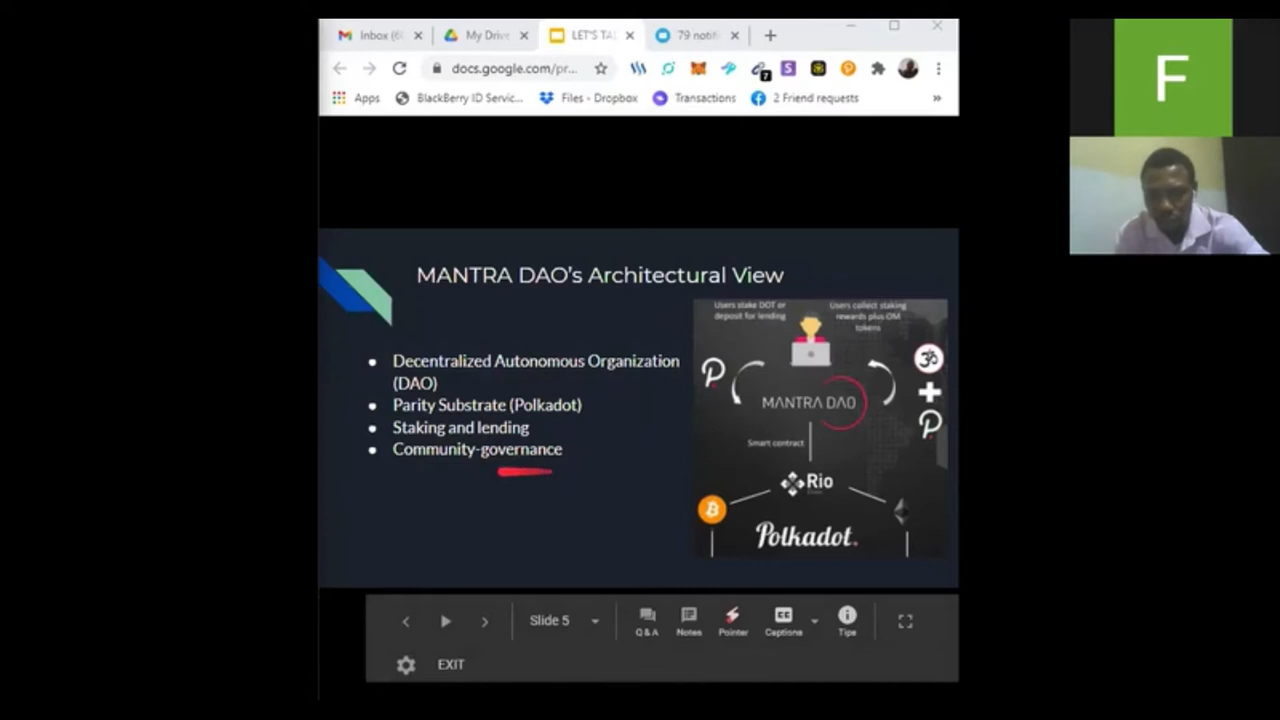 Inbox (6
My Drive
LET'S TAL
79 notifi
docs.google.com/pr...
7
S
Apps
BlackBerry ID Servic...
Files - Dropbox
Transactions
2 Friend requests
»
F
MANTRA DAO's Architectural View
Users stake DOT or
deposit for lending
Users collect staking
rewards plus OM
tokens
● Decentralized Autonomous Organization
(DAO)
● Parity Substrate (Polkadot)
● Staking and lending
● Community-governance
ॐ
MANTRA DAO
Smart contract
Rio
Polkadot.
Slide 5
Q & A
Notes
Pointer
Captions
Tips
EXIT